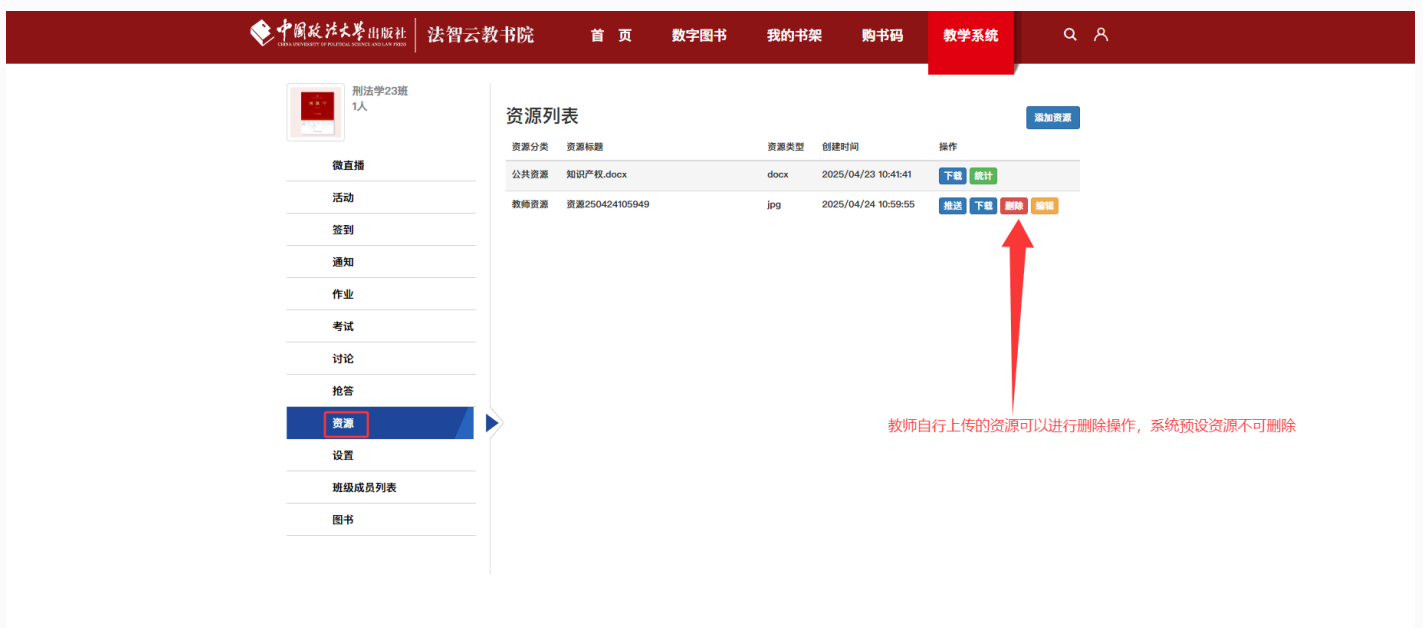 中国政法大学出版社 法智云教书院 首 页 数字图书 我的书架 购书码 教学系统
CHINA UNIVERSITY OF POLITICAL SCIENCE AND LAW PRESS
刑法学23班
1人
资源列表 添加资源
资源分类 资源标题 资源类型 创建时间 操作
公共资源 知识产权.docx docx 2025/04/23 10:41:41 下载 统计
教师资源 资源250424105949 jpg 2025/04/24 10:59:55 推送 下载 删除 编辑
微直播
活动
签到
通知
作业
考试
讨论
抢答
资源
教师自行上传的资源可以进行删除操作，系统预设资源不可删除
设置
班级成员列表
图书